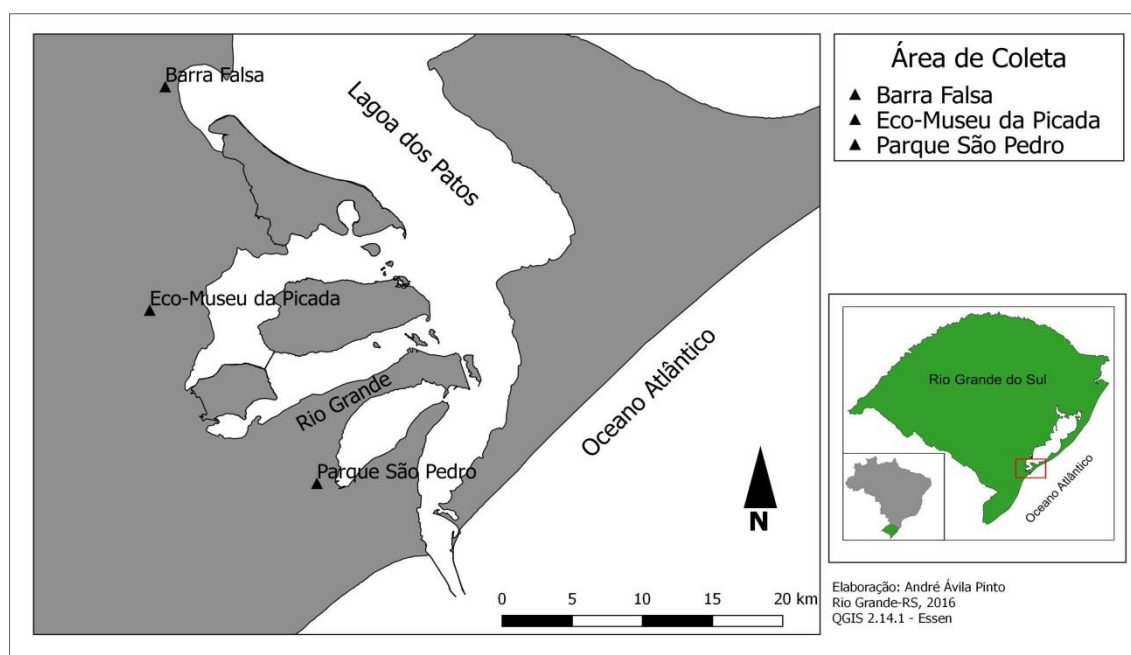 Barra Falsa
Lagoa dos Patos
Eco-Museu da Picada
Rio Grande
Parque São Pedro
Oceano Atlântico
N
0 5 10 15 20 km
Área de Coleta
Barra Falsa
Eco-Museu da Picada
Parque São Pedro
Rio Grande do Sul
Oceano Atlântico
Elaboração: André Ávila Pinto
Rio Grande-RS, 2016
QGIS 2.14.1 - Essen